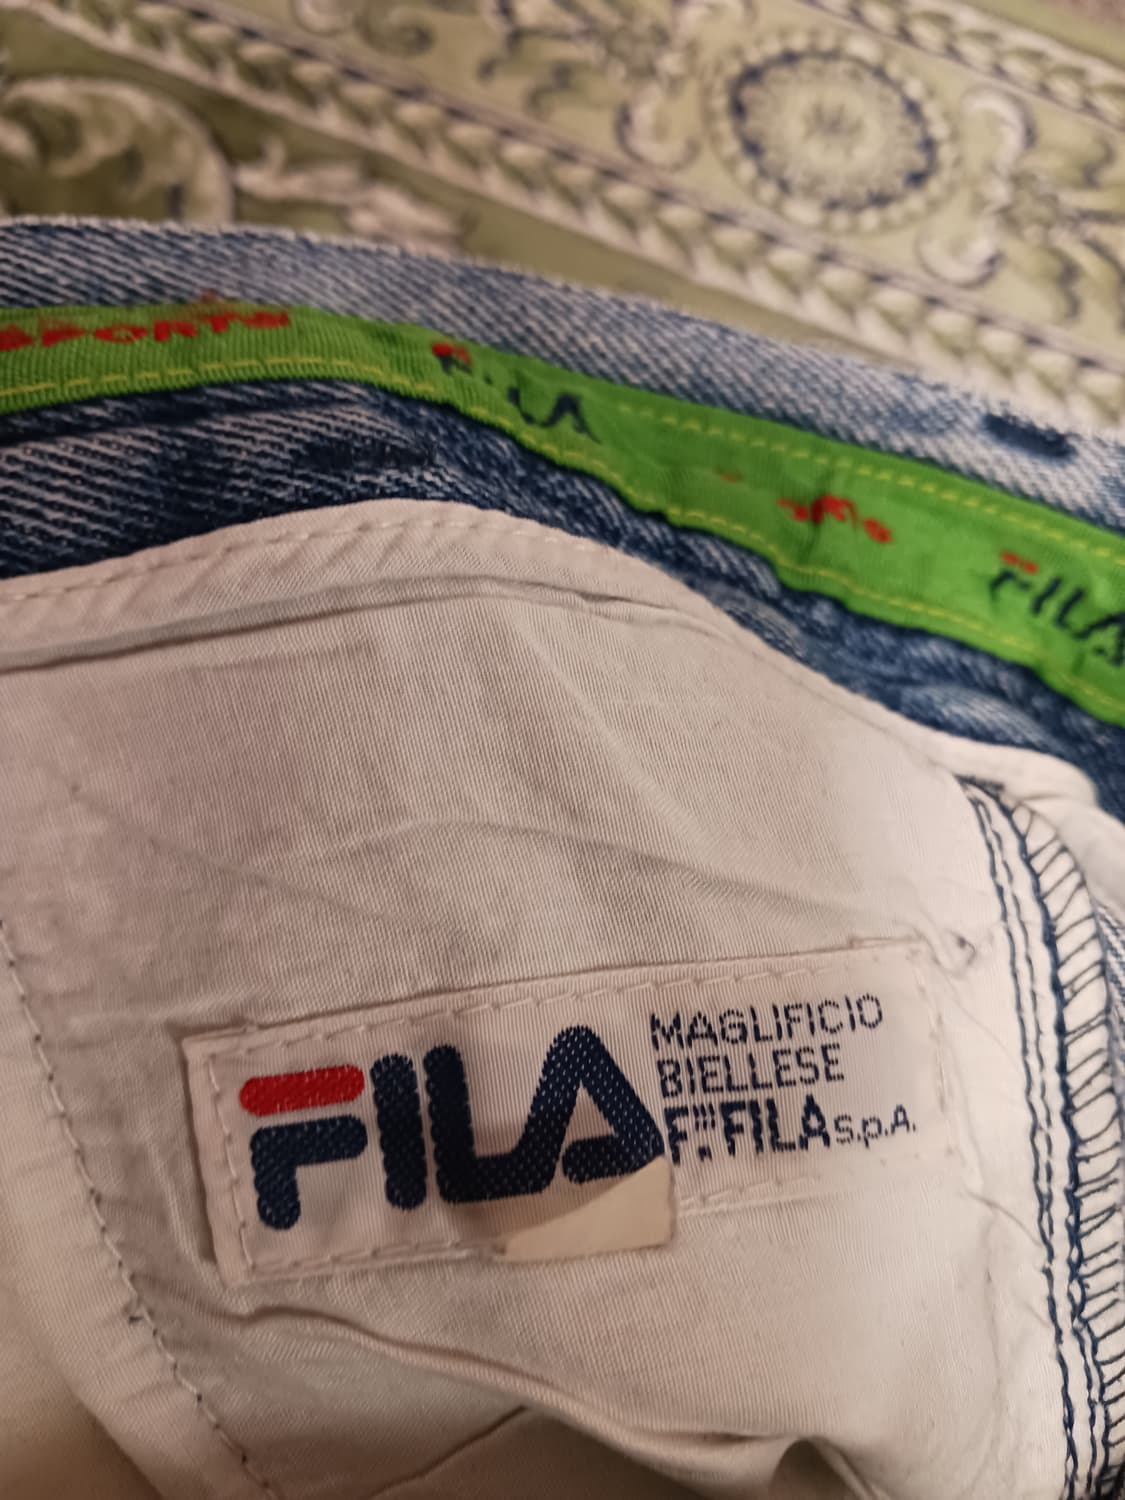 SPORTS
FILA
FILA
FILA
MAGLIFICIO
BIELLESE
F.lli FILA S.p.A.